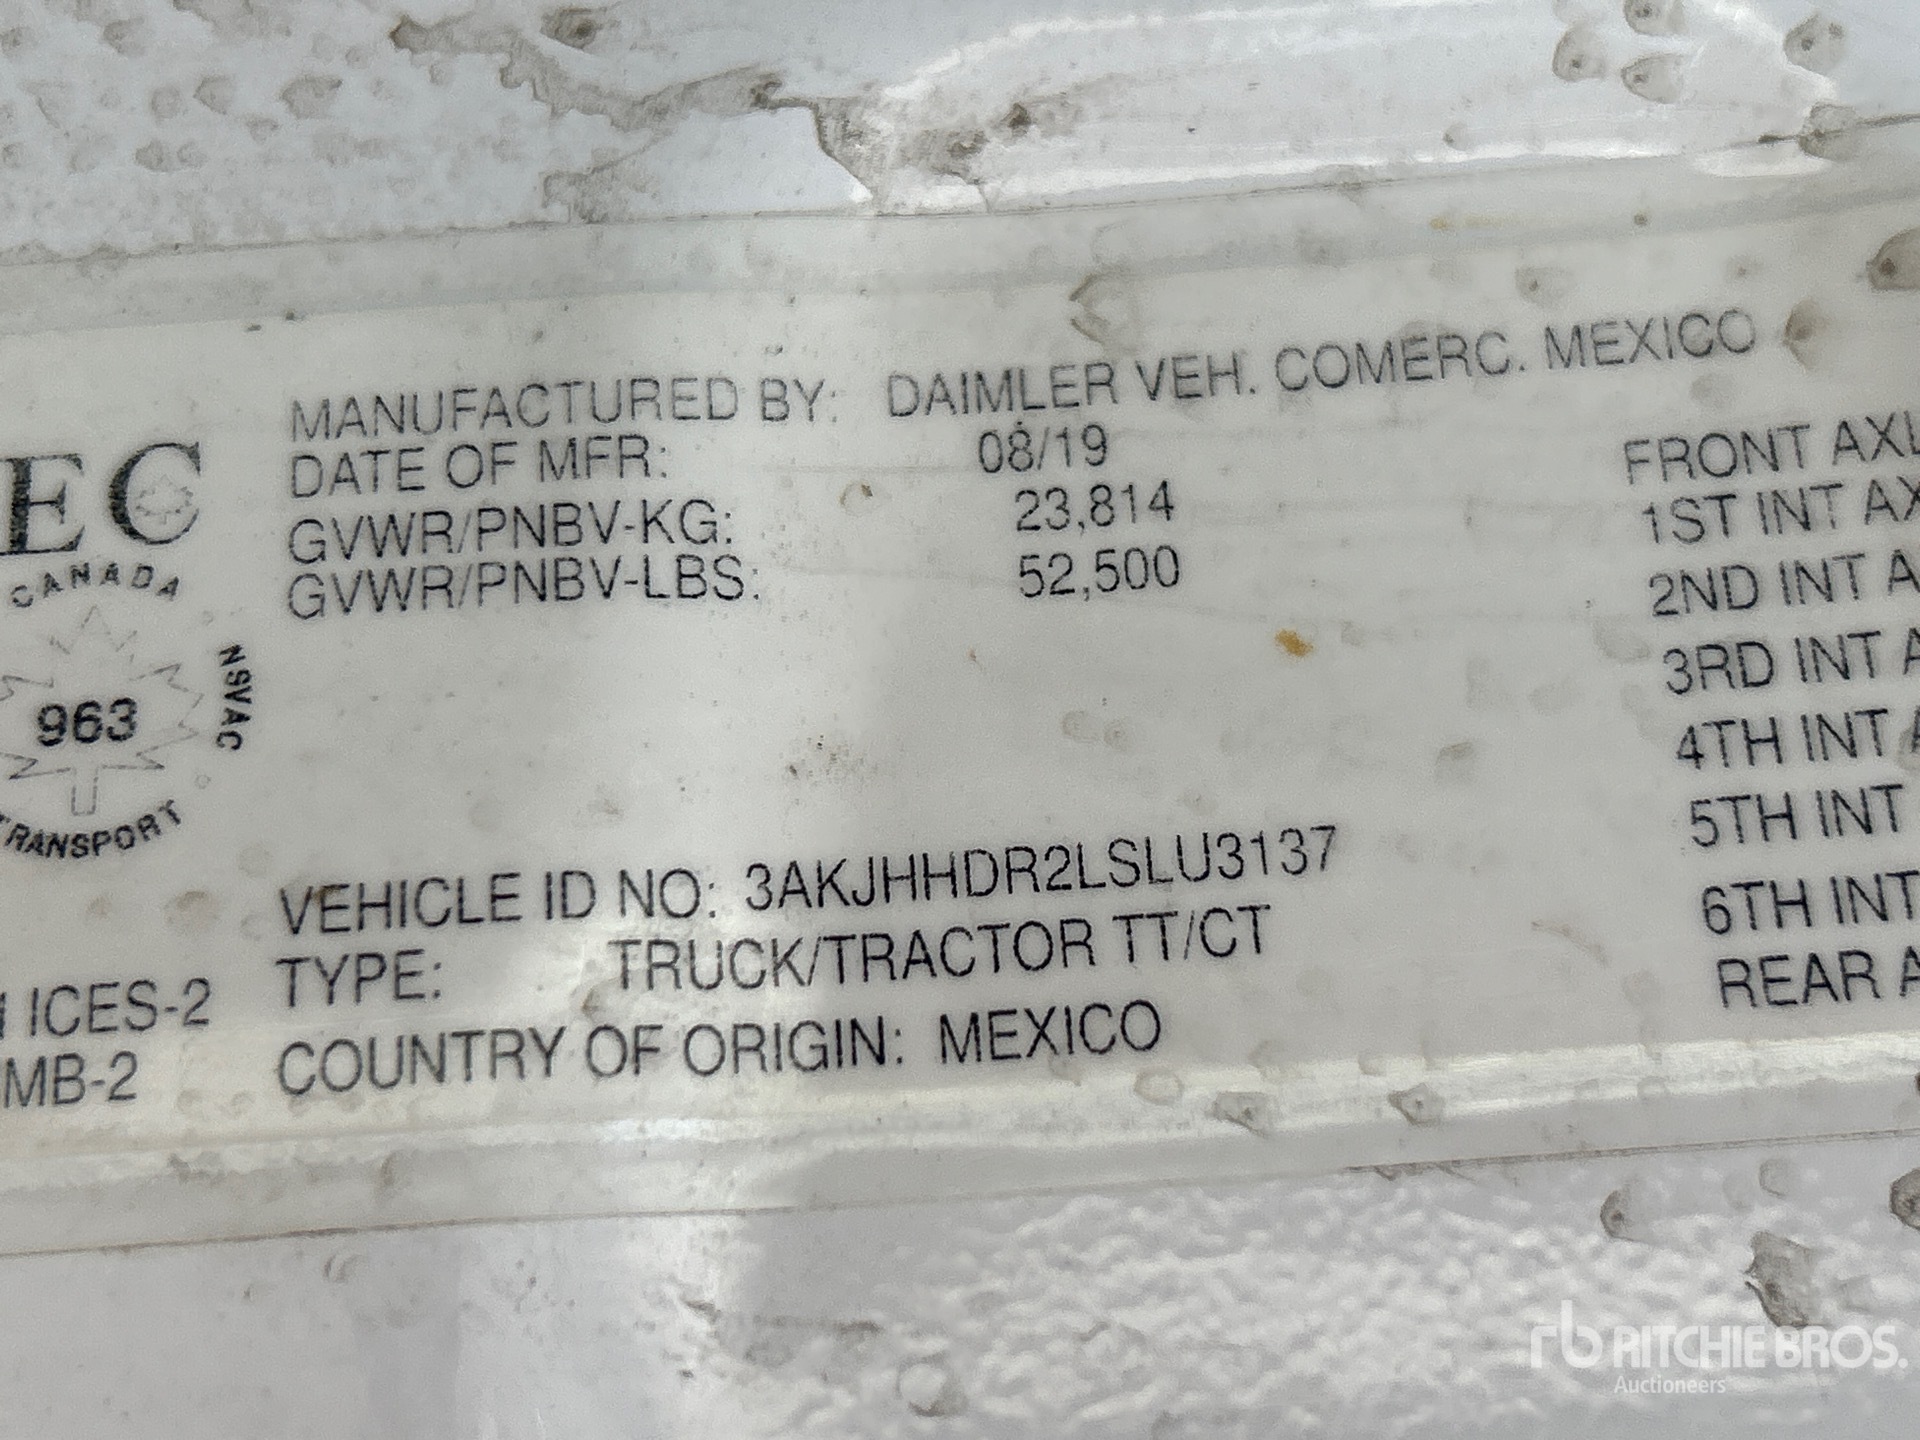 EC
CANADA
963
NSVAC
TRANSPORT
ICES-2
MB-2
MANUFACTURED BY: DAIMLER VEH. COMERC. MEXICO
DATE OF MFR: 08/19
GVWR/PNBV-KG: 23,814
GVWR/PNBV-LBS: 52,500
VEHICLE ID NO: 3AKJHHDR2LSLU3137
TYPE: TRUCK/TRACTOR TT/CT
COUNTRY OF ORIGIN: MEXICO
FRONT AXL
1ST INT AX
2ND INT A
3RD INT A
4TH INT A
5TH INT
6TH INT
REAR A
rb RITCHIE BROS.
Auctioneers